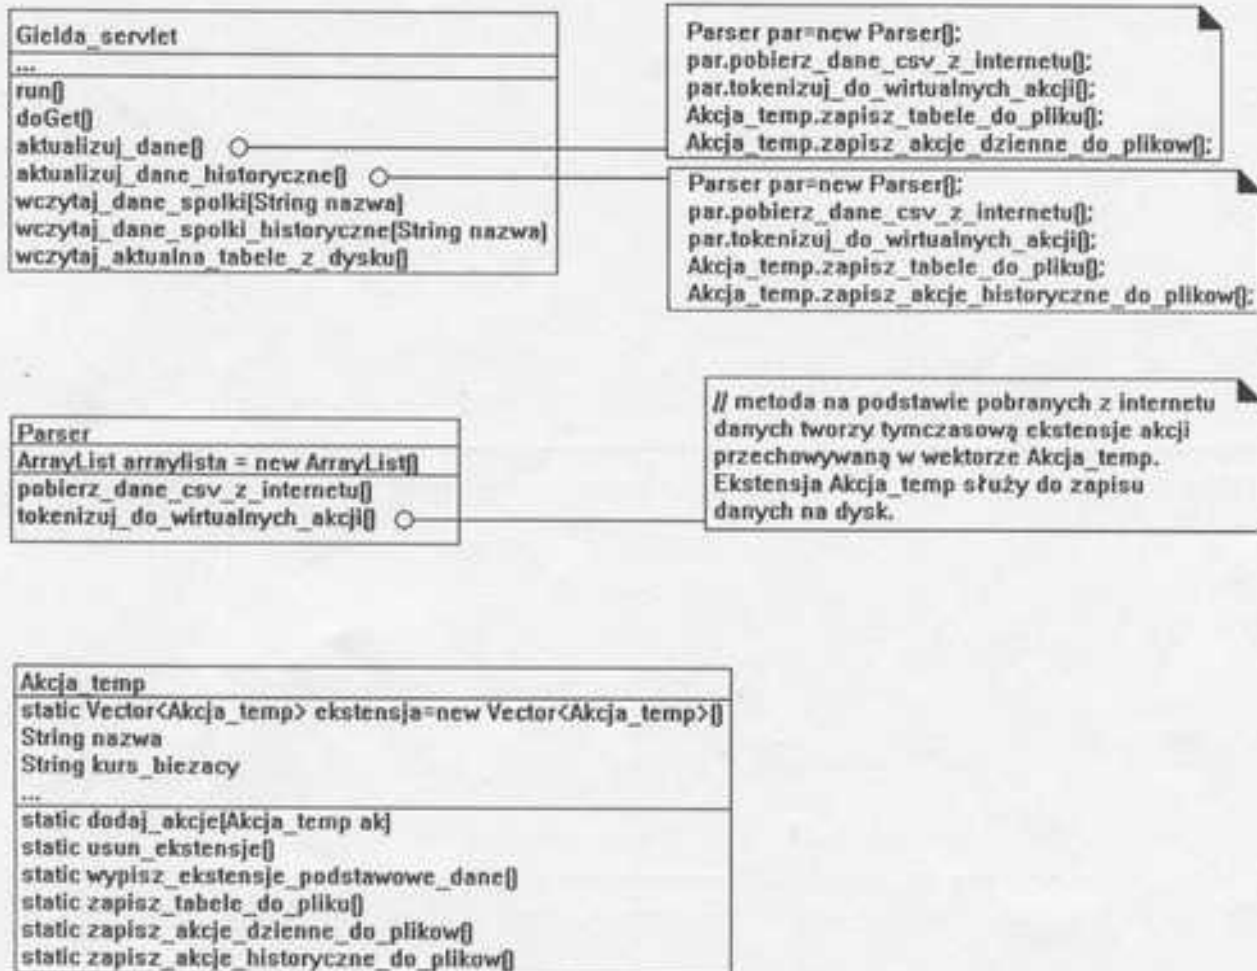 Gielda_servlet
...
run()
doGet()
aktualizuj_dane()
aktualizuj_dane_historyczne()
wczytaj_dane_spolki(String nazwa)
wczytaj_dane_spolki_historyczne(String nazwa)
wczytaj_aktualna_tabele_z_dysku()
Parser par=new Parser();
par.pobierz_dane_csv_z_internetu();
par.tokenizuj_do_wirtualnych_akcji();
Akcja_temp.zapisz_tabele_do_pliku();
Akcja_temp.zapisz_akcje_dzienne_do_plikow();
Parser par=new Parser();
par.pobierz_dane_csv_z_internetu();
par.tokenizuj_do_wirtualnych_akcji();
Akcja_temp.zapisz_tabele_do_pliku();
Akcja_temp.zapisz_akcje_historyczne_do_plikow();
Parser
ArrayList arraylista = new ArrayList()
pobierz_dane_csv_z_internetu()
tokenizuj_do_wirtualnych_akcji()
// metoda na podstawie pobranych z internetu
danych tworzy tymczasową ekstensje akcji
przechowywaną w wektorze Akcja_temp.
Ekstensja Akcja_temp służy do zapisu
danych na dysk.
Akcja_temp
static Vector<Akcja_temp> ekstensja=new Vector<Akcja_temp>()
String nazwa
String kurs_biezacy
...
static dodaj_akcje(Akcja_temp ak)
static usun_ekstensje()
static wypisz_ekstensje_podstawowe_dane()
static zapisz_tabele_do_pliku()
static zapisz_akcje_dzienne_do_plikow()
static zapisz_akcje_historyczne_do_plikow()